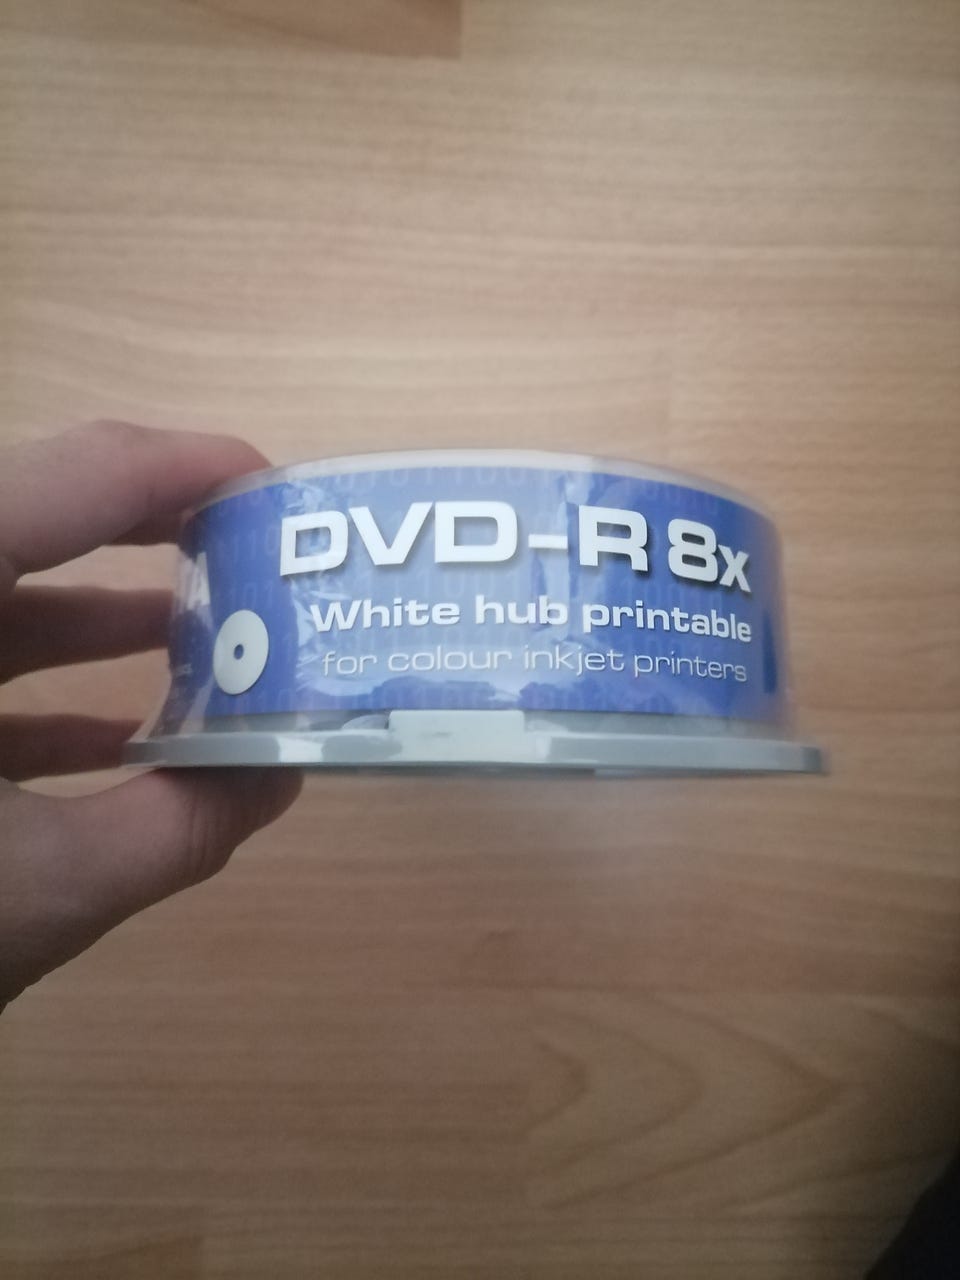 DVD-R 8x
White hub printable
for colour inkjet printers